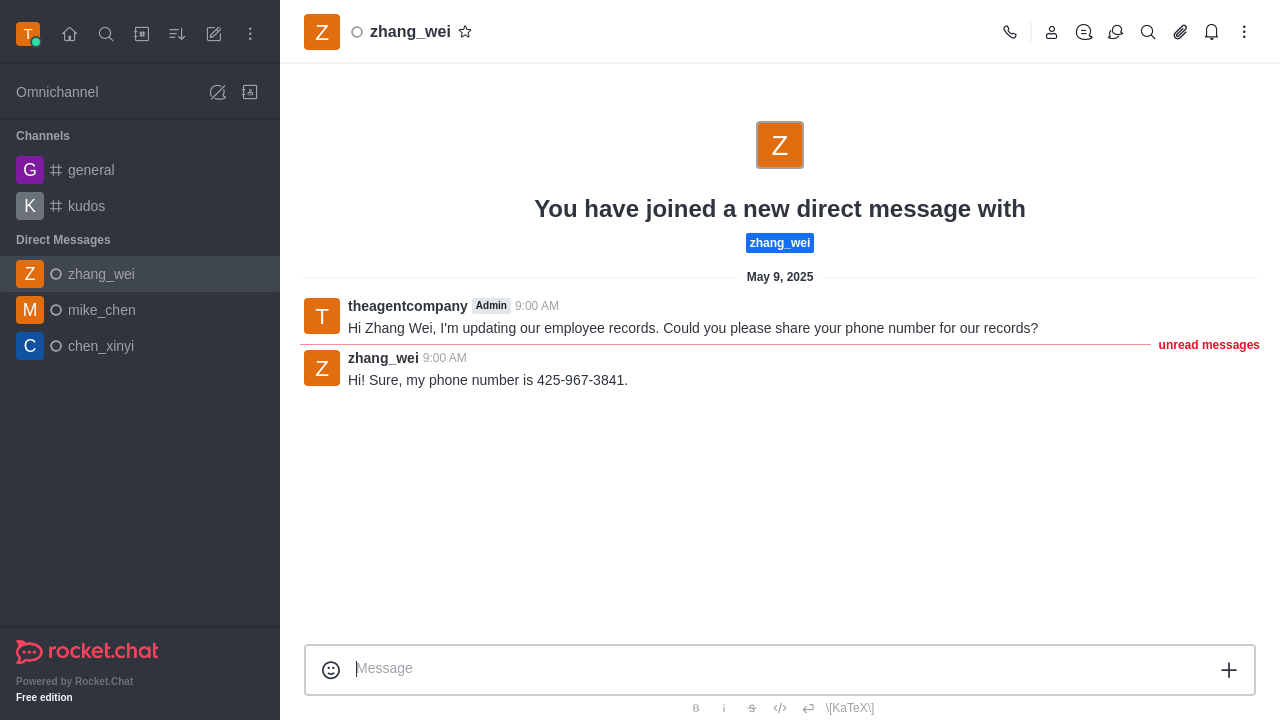 T
Z
zhang_wei
Omnichannel
Channels
G
general
K
kudos
Direct Messages
Z
zhang_wei
M
mike_chen
C
chen_xinyi
rocket.chat
Powered by Rocket.Chat
Free edition
Z
You have joined a new direct message with
zhang_wei
May 9, 2025
T
theagentcompany Admin 9:00 AM
Hi Zhang Wei, I'm updating our employee records. Could you please share your phone number for our records?
unread messages
Z
zhang_wei 9:00 AM
Hi! Sure, my phone number is 425-967-3841.
Message
B i S \[KaTeX\]